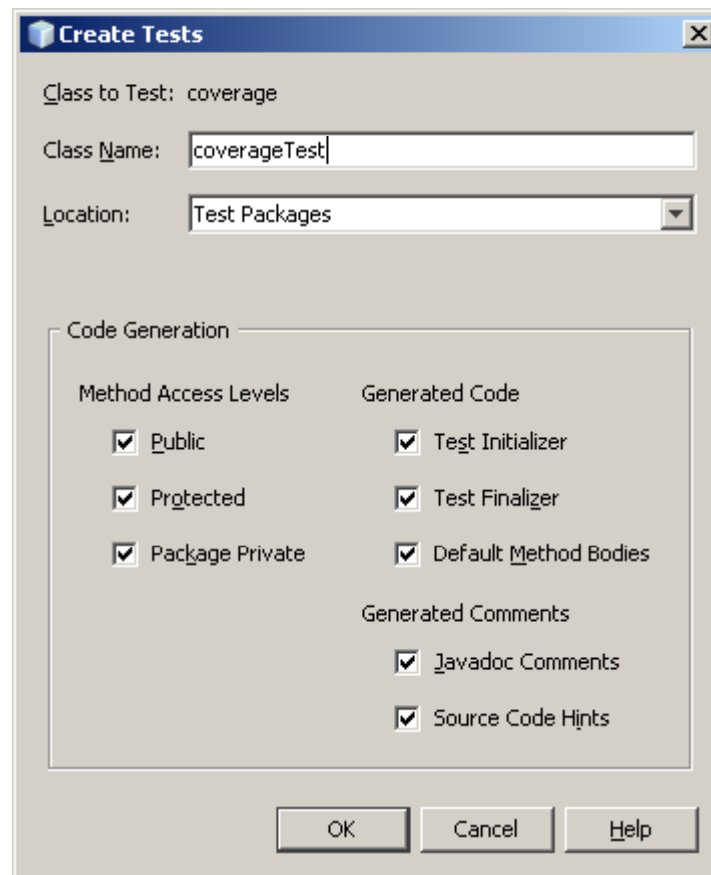 Create Tests
Class to Test: coverage
Class Name: coverageTest
Location: Test Packages
Code Generation
Method Access Levels Generated Code
Public Test Initializer
Protected Test Finalizer
Package Private Default Method Bodies
Generated Comments
Javadoc Comments
Source Code Hints
OK Cancel Help